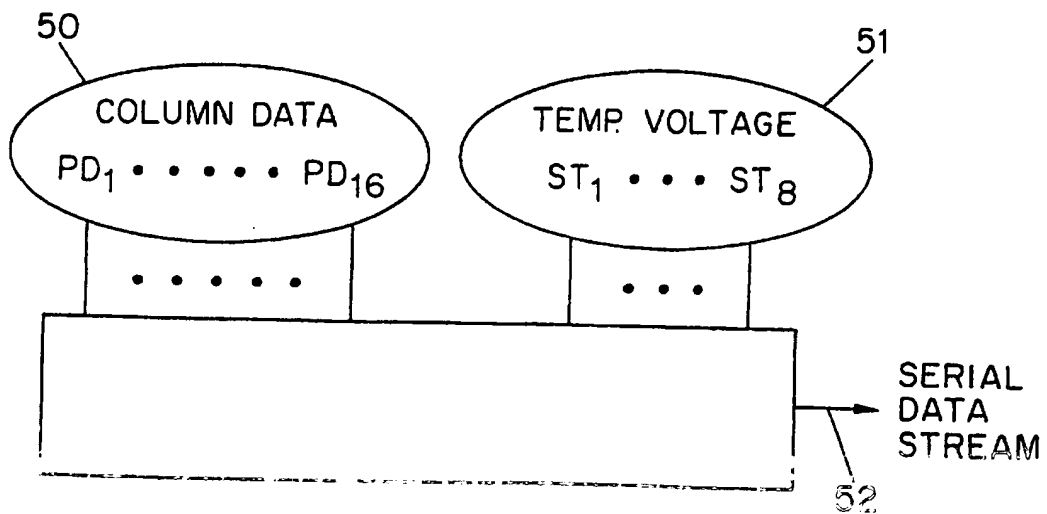 50
51
COLUMN DATA
PD₁ • • • • • PD₁₆
TEMP. VOLTAGE
ST₁ • • • ST₈
SERIAL
DATA
STREAM
52